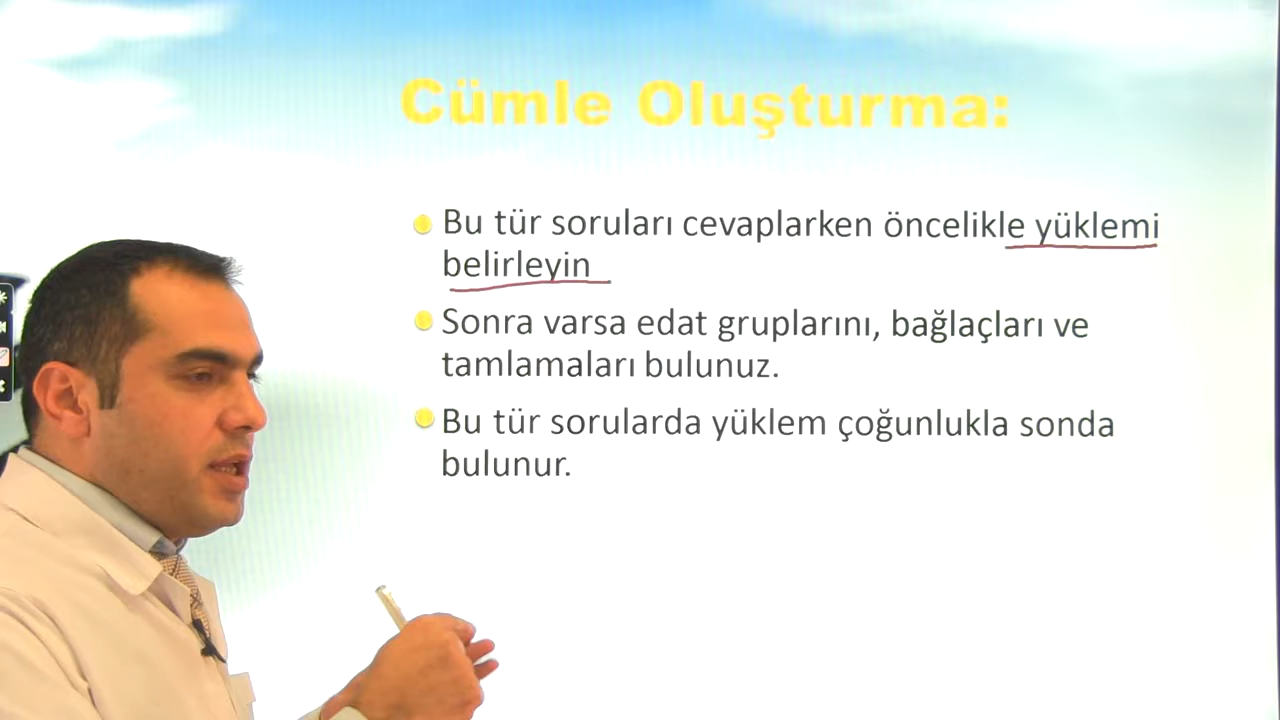 Cümle Oluşturma:
Bu tür soruları cevaplarken öncelikle yüklemi
belirleyin
Sonra varsa edat gruplarını, bağlaçları ve
tamlamaları bulunuz.
Bu tür sorularda yüklem çoğunlukla sonda
bulunur.